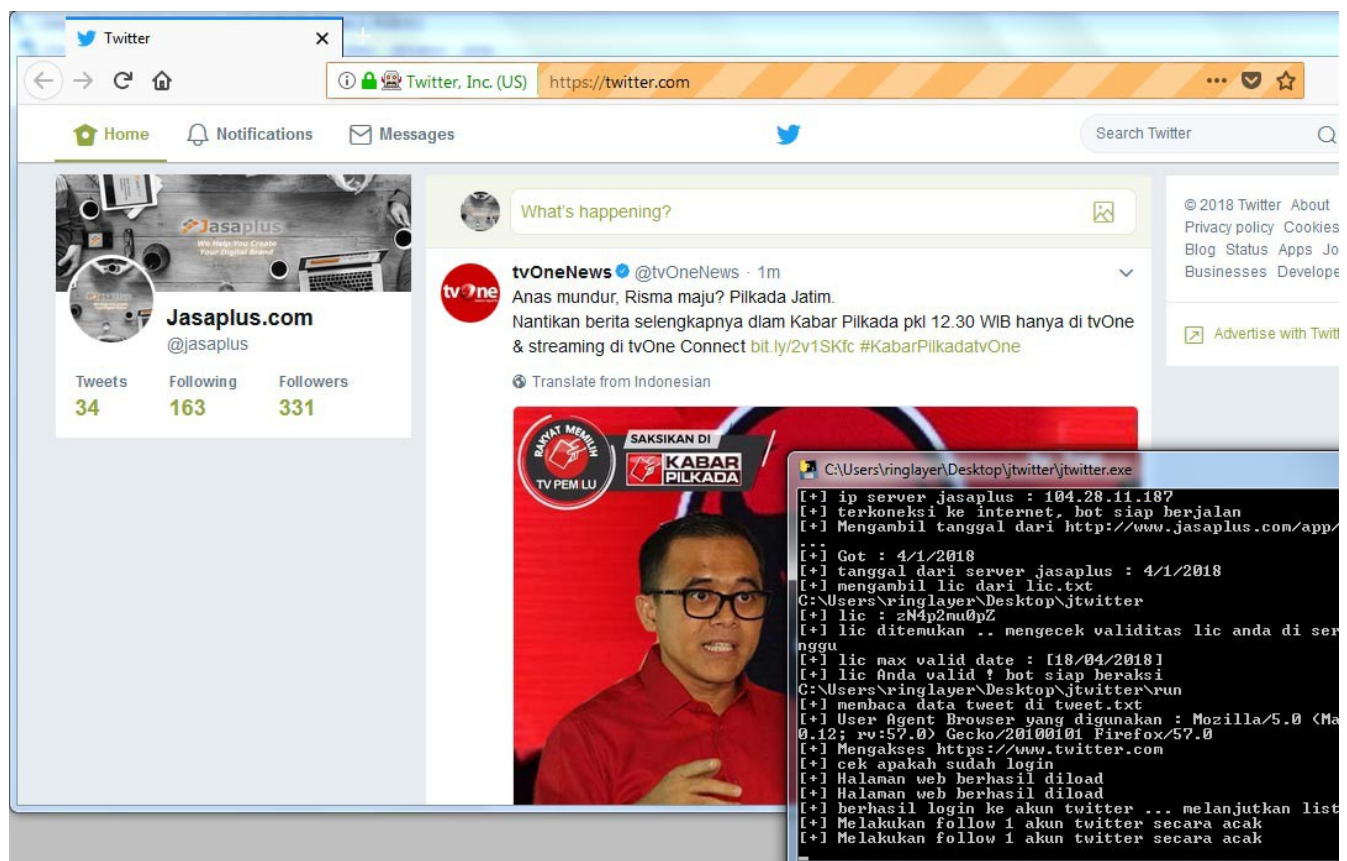 Twitter
Twitter, Inc. (US) https://twitter.com
Home Notifications Messages Search Twitter
Jasaplus
We Help You Create
Your Digital Brand
Jasaplus.com
@jasaplus
Tweets Following Followers
34 163 331
What's happening?
tvOne
tvOneNews @tvOneNews · 1m
Anas mundur, Risma maju? Pilkada Jatim.
Nantikan berita selengkapnya dlam Kabar Pilkada pkl 12.30 WIB hanya di tvOne
& streaming di tvOne Connect bit.ly/2v1SKfc #KabarPilkadatvOne
Translate from Indonesian
RAKYAT MEMILIH
TV PEMILU
SAKSIKAN DI
KABAR
PILKADA
© 2018 Twitter About
Privacy policy Cookies
Blog Status Apps Jo
Businesses Develope
Advertise with Twitt
C:\Users\ringlayer\Desktop\jtwitter\jtwitter.exe
[+] ip server jasaplus : 104.28.11.187
[+] terkoneksi ke internet, bot siap berjalan
[+] Mengambil tanggal dari http://www.jasaplus.com/app/
...
[+] Got : 4/1/2018
[+] tanggal dari server jasaplus : 4/1/2018
[+] mengambil lic dari lic.txt
C:\Users\ringlayer\Desktop\jtwitter
[+] lic : zN4p2mu0pZ
[+] lic ditemukan .. mengecek validitas lic anda di ser
nggu
[+] lic max valid date : [18/04/2018]
[+] lic Anda valid ! bot siap beraksi
C:\Users\ringlayer\Desktop\jtwitter\run
[+] membaca data tweet di tweet.txt
[+] User Agent Browser yang digunakan : Mozilla/5.0 (Ma
0.12; rv:57.0) Gecko/20100101 Firefox/57.0
[+] Mengakses https://www.twitter.com
[+] cek apakah sudah login
[+] Halaman web berhasil diload
[+] Halaman web berhasil diload
[+] berhasil login ke akun twitter ... melanjutkan list
[+] Melakukan follow 1 akun twitter secara acak
[+] Melakukan follow 1 akun twitter secara acak